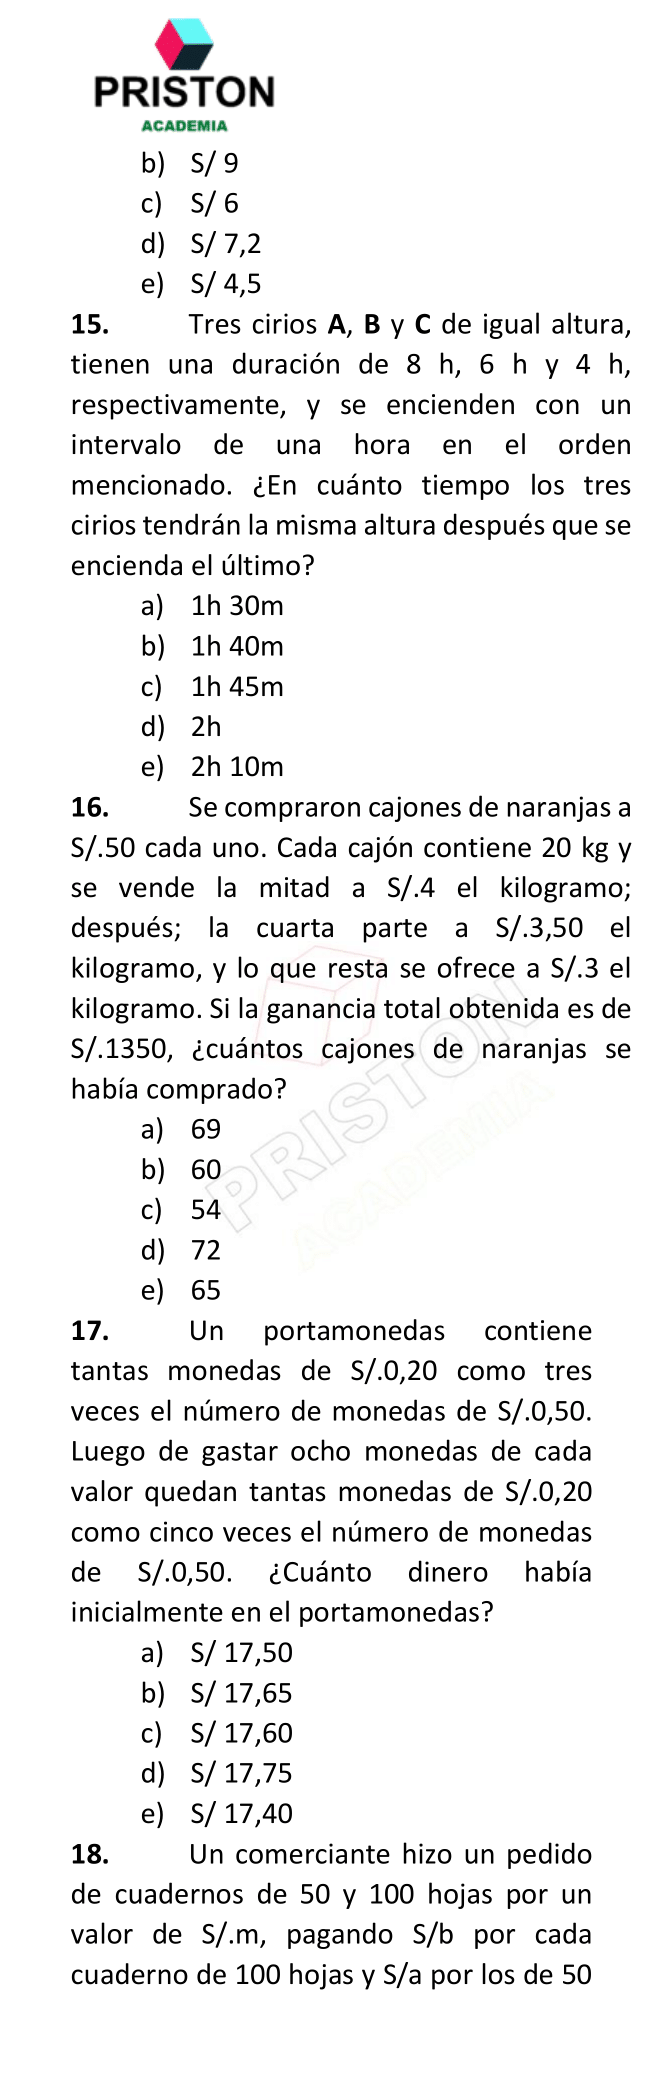 PRISTON
ACADEMIA
b) S/ 9
c) S/ 6
d) S/ 7,2
e) S/ 4,5
15. Tres cirios A, B y C de igual altura,
tienen una duración de 8 h, 6 h y 4 h,
respectivamente, y se encienden con un
intervalo de una hora en el orden
mencionado. ¿En cuánto tiempo los tres
cirios tendrán la misma altura después que se
encienda el último?
a) 1h 30m
b) 1h 40m
c) 1h 45m
d) 2h
e) 2h 10m
16. Se compraron cajones de naranjas a
S/.50 cada uno. Cada cajón contiene 20 kg y
se vende la mitad a S/.4 el kilogramo;
después; la cuarta parte a S/.3,50 el
kilogramo, y lo que resta se ofrece a S/.3 el
kilogramo. Si la ganancia total obtenida es de
S/.1350, ¿cuántos cajones de naranjas se
había comprado?
a) 69
b) 60
c) 54
d) 72
e) 65
PRISTON
ACADEMIA
17. Un portamonedas contiene
tantas monedas de S/.0,20 como tres
veces el número de monedas de S/.0,50.
Luego de gastar ocho monedas de cada
valor quedan tantas monedas de S/.0,20
como cinco veces el número de monedas
de S/.0,50. ¿Cuánto dinero había
inicialmente en el portamonedas?
a) S/ 17,50
b) S/ 17,65
c) S/ 17,60
d) S/ 17,75
e) S/ 17,40
18. Un comerciante hizo un pedido
de cuadernos de 50 y 100 hojas por un
valor de S/.m, pagando S/b por cada
cuaderno de 100 hojas y S/a por los de 50